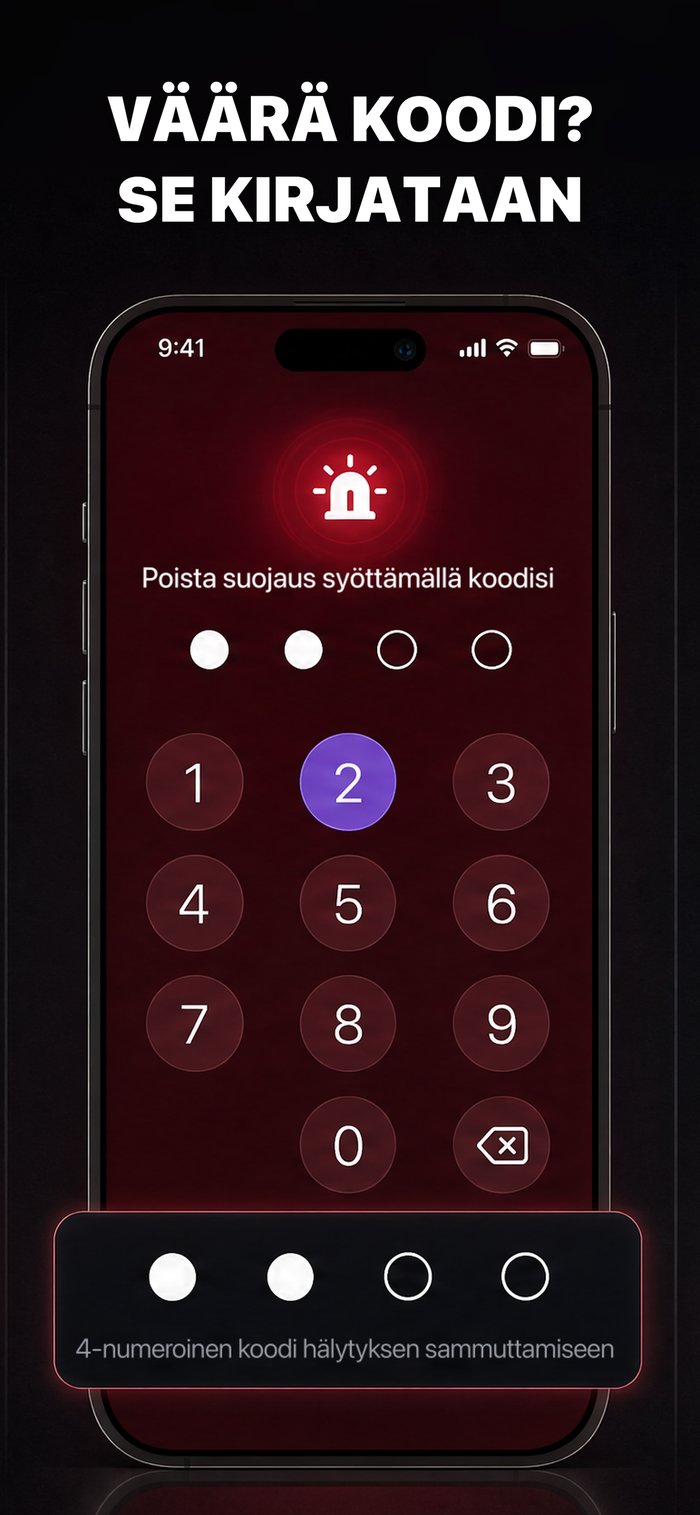 VÄÄRÄ KOODI?
SE KIRJATAAN
9:41
Poista suojaus syöttämällä koodisi
1 2 3
4 5 6
7 8 9
0
4-numeroinen koodi hälytyksen sammuttamiseen